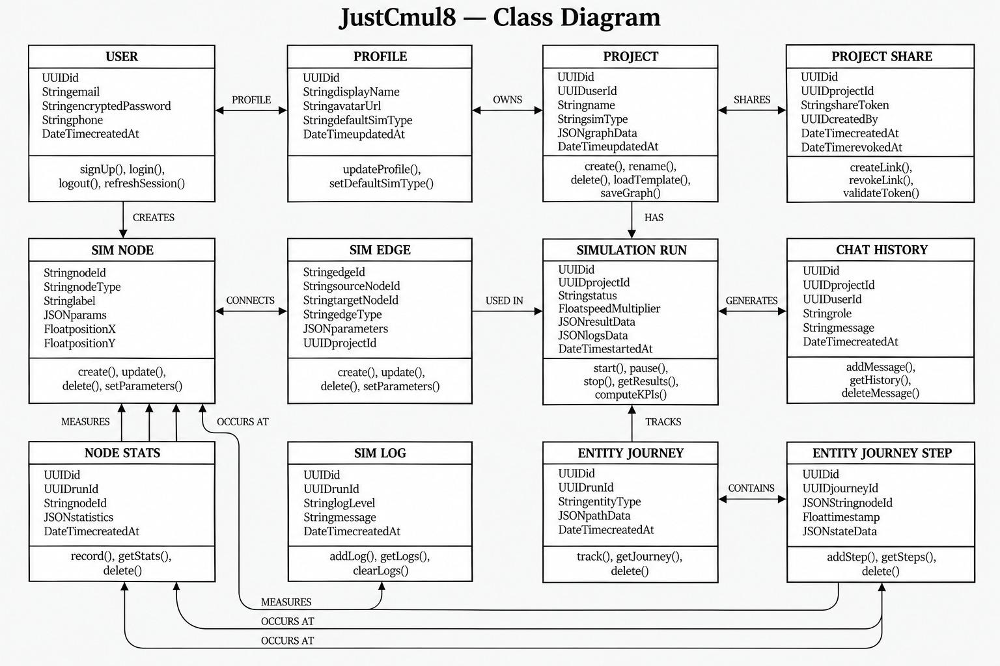 JustCmul8 — Class Diagram
USER
UUIDid
Stringemail
StringencryptedPassword
Stringphone
DateTimecreatedAt
signUp(), login(),
logout(), refreshSession()
PROFILE
PROFILE
UUIDid
StringdisplayName
StringavatarUrl
StringdefaultSimType
DateTimeupdatedAt
updateProfile(),
setDefaultSimType()
OWNS
PROJECT
UUIDid
UUIDuserId
Stringname
StringsimType
JSONgraphData
DateTimeupdatedAt
create(), rename(),
delete(), loadTemplate(),
saveGraph()
SHARES
PROJECT SHARE
UUIDid
UUIDprojectId
StringshareToken
UUIDcreatedBy
DateTimecreatedAt
DateTimerevokedAt
createLink(),
revokeLink(),
validateToken()
CREATES
HAS
SIM NODE
StringnodeId
StringnodeType
Stringlabel
JSONparams
FloatpositionX
FloatpositionY
create(), update(),
delete(), setParameters()
CONNECTS
SIM EDGE
StringedgeId
StringsourceNodeId
StringtargetNodeId
StringedgeType
JSONparameters
UUIDprojectId
create(), update(),
delete(), setParameters()
USED IN
SIMULATION RUN
UUIDid
UUIDprojectId
Stringstatus
FloatspeedMultiplier
JSONresultData
JSONlogsData
DateTimestartedAt
start(), pause(),
stop(), getResults(),
computeKPIs()
GENERATES
CHAT HISTORY
UUIDid
UUIDprojectId
UUIDuserId
Stringrole
Stringmessage
DateTimecreatedAt
addMessage(),
getHistory(),
deleteMessage()
MEASURES
OCCURS AT
TRACKS
NODE STATS
UUIDid
UUIDrunId
StringnodeId
JSONstatistics
DateTimecreatedAt
record(), getStats(),
delete()
SIM LOG
UUIDid
UUIDrunId
StringlogLevel
Stringmessage
DateTimecreatedAt
addLog(), getLogs(),
clearLogs()
ENTITY JOURNEY
UUIDid
UUIDrunId
StringentityType
JSONpathData
DateTimecreatedAt
track(), getJourney(),
delete()
CONTAINS
ENTITY JOURNEY STEP
UUIDid
UUIDjourneyId
JSONStringnodeId
Floattimestamp
JSONstateData
addStep(), getSteps(),
delete()
MEASURES
OCCURS AT
OCCURS AT